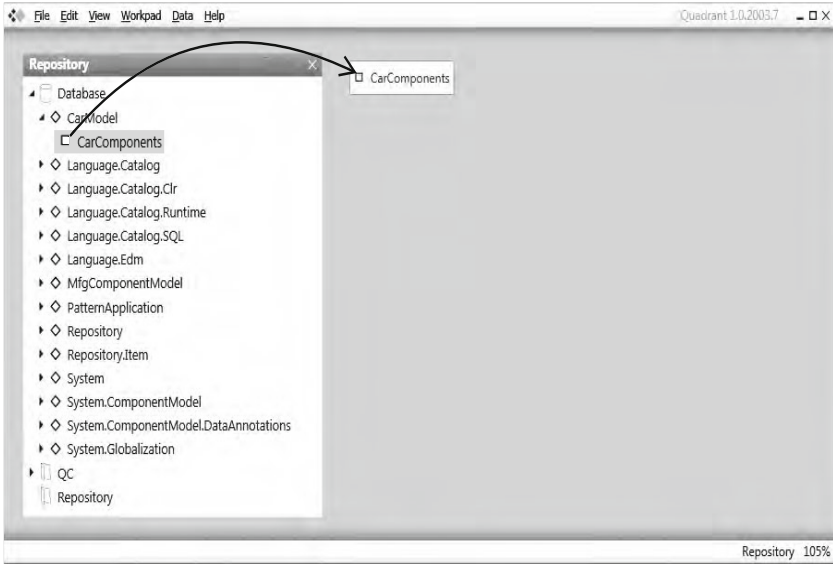 File Edit View Workpad Data Help Quadrant 1.0.2003.7
Repository
CarComponents
Database
CarModel
CarComponents
Language.Catalog
Language.Catalog.Clr
Language.Catalog.Runtime
Language.Catalog.SQL
Language.Edm
MfgComponentModel
PatternApplication
Repository
Repository.Item
System
System.ComponentModel
System.ComponentModel.DataAnnotations
System.Globalization
QC
Repository
Repository 105%